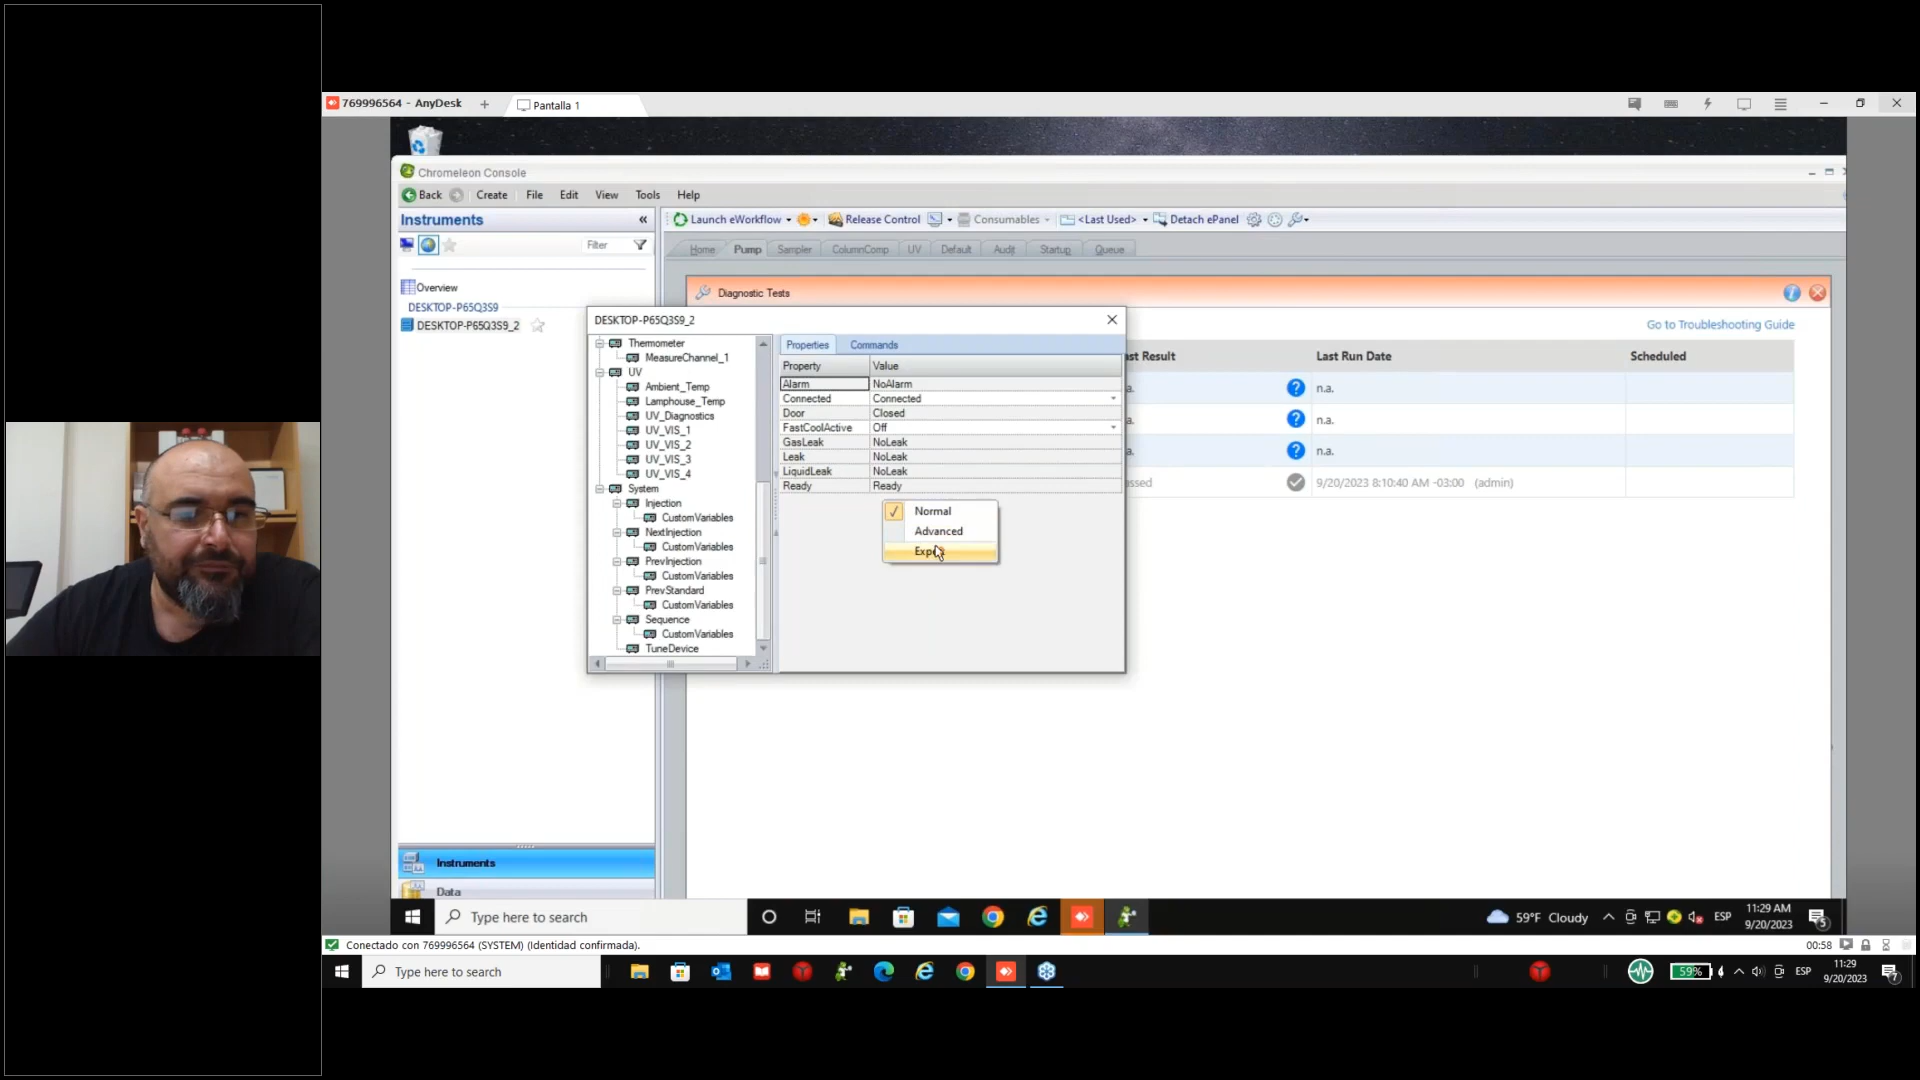 769996564 - AnyDesk
Pantalla 1
Chromeleon Console
Back Create File Edit View Tools Help
Instruments
Launch eWorkflow Release Control Consumables <Last Used> Detach ePanel
Filter
Home Pump Sampler ColumnComp UV Default Audit Startup Queue
Overview
DESKTOP-P65Q3S9
DESKTOP-P65Q3S9_2
Diagnostic Tests
Go to Troubleshooting Guide
Last Run Date Scheduled
n.a.
n.a.
n.a.
9/20/2023 8:10:40 AM -03:00 (admin)
DESKTOP-P65Q3S9_2
Thermometer
MeasureChannel_1
UV
Ambient_Temp
Lamphouse_Temp
UV_Diagnostics
UV_VIS_1
UV_VIS_2
UV_VIS_3
UV_VIS_4
System
Injection
CustomVariables
NextInjection
CustomVariables
PrevInjection
CustomVariables
PrevStandard
CustomVariables
Sequence
CustomVariables
TuneDevice
Properties Commands
Property Value
Alarm NoAlarm
Connected Connected
Door Closed
FastCoolActive Off
GasLeak NoLeak
Leak NoLeak
LiquidLeak NoLeak
Ready Ready
Normal
Advanced
Instruments
Data
Type here to search
59°F Cloudy
ESP
11:29 AM
9/20/2023
5
Conectado con 769996564 (SYSTEM) (Identidad confirmada).
00:58
Type here to search
59%
ESP
11:29
9/20/2023
7